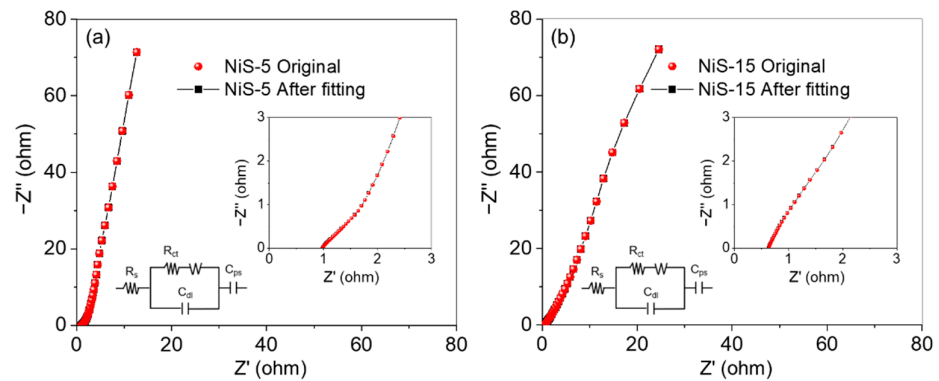 (a)
NiS-5 Original
NiS-5 After fitting
−Z'' (ohm)
80
60
40
20
0
0 20 40 60 80
Z' (ohm)
−Z'' (ohm)
3
2
1
0
0 1 2 3
Z' (ohm)
Rs
Rct
W
Cdl
Cps
(b)
NiS-15 Original
NiS-15 After fitting
−Z'' (ohm)
80
60
40
20
0
0 20 40 60 80
Z' (ohm)
−Z'' (ohm)
3
2
1
0
0 1 2 3
Z' (ohm)
Rs
Rct
W
Cdl
Cps